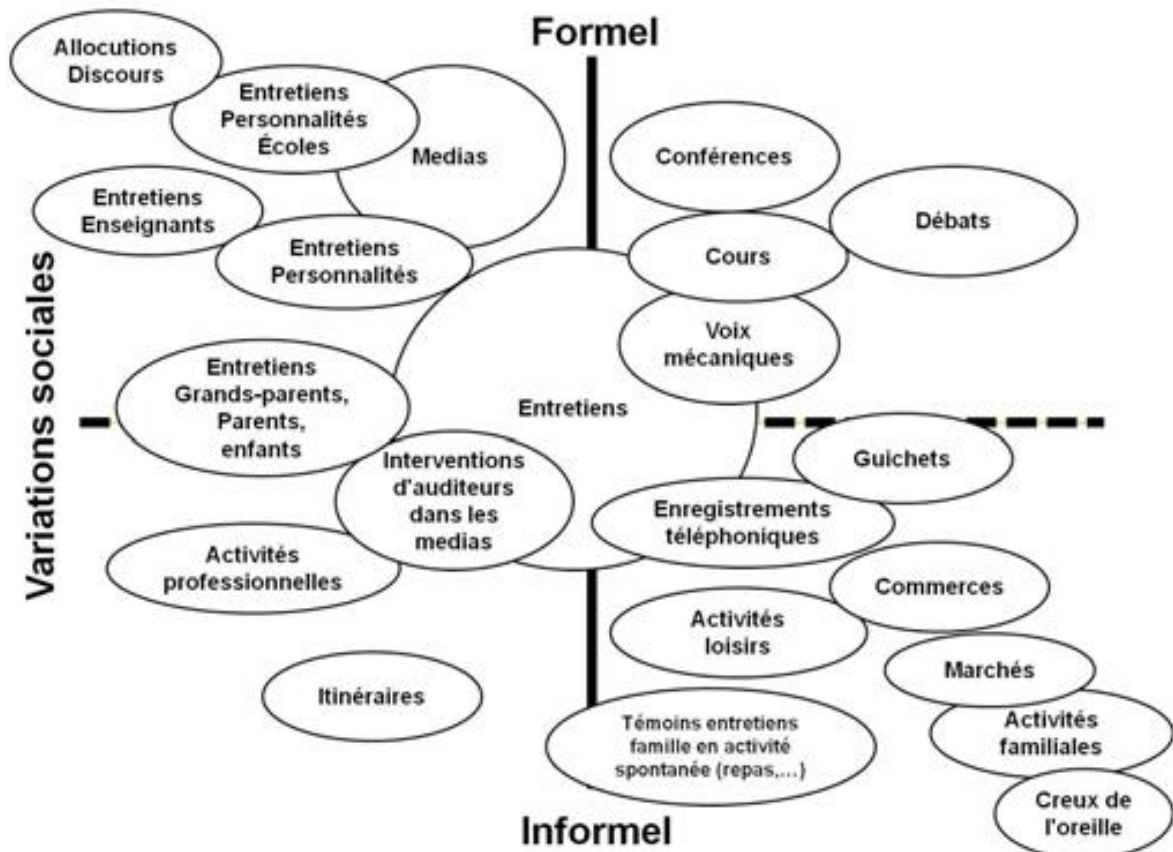 Formel
Allocutions
Discours
Entretiens
Personnalités
Écoles
Medias
Conférences
Entretiens
Enseignants
Débats
Entretiens
Personnalités
Cours
Variations sociales
Voix
mécaniques
Entretiens
Grands-parents,
Parents,
enfants
Entretiens
Guichets
Interventions
d'auditeurs
dans les
medias
Enregistrements
téléphoniques
Activités
professionnelles
Commerces
Activités
loisirs
Marchés
Itinéraires
Témoins entretiens
famille en activité
spontanée (repas,...)
Activités
familiales
Creux de
l'oreille
Informel